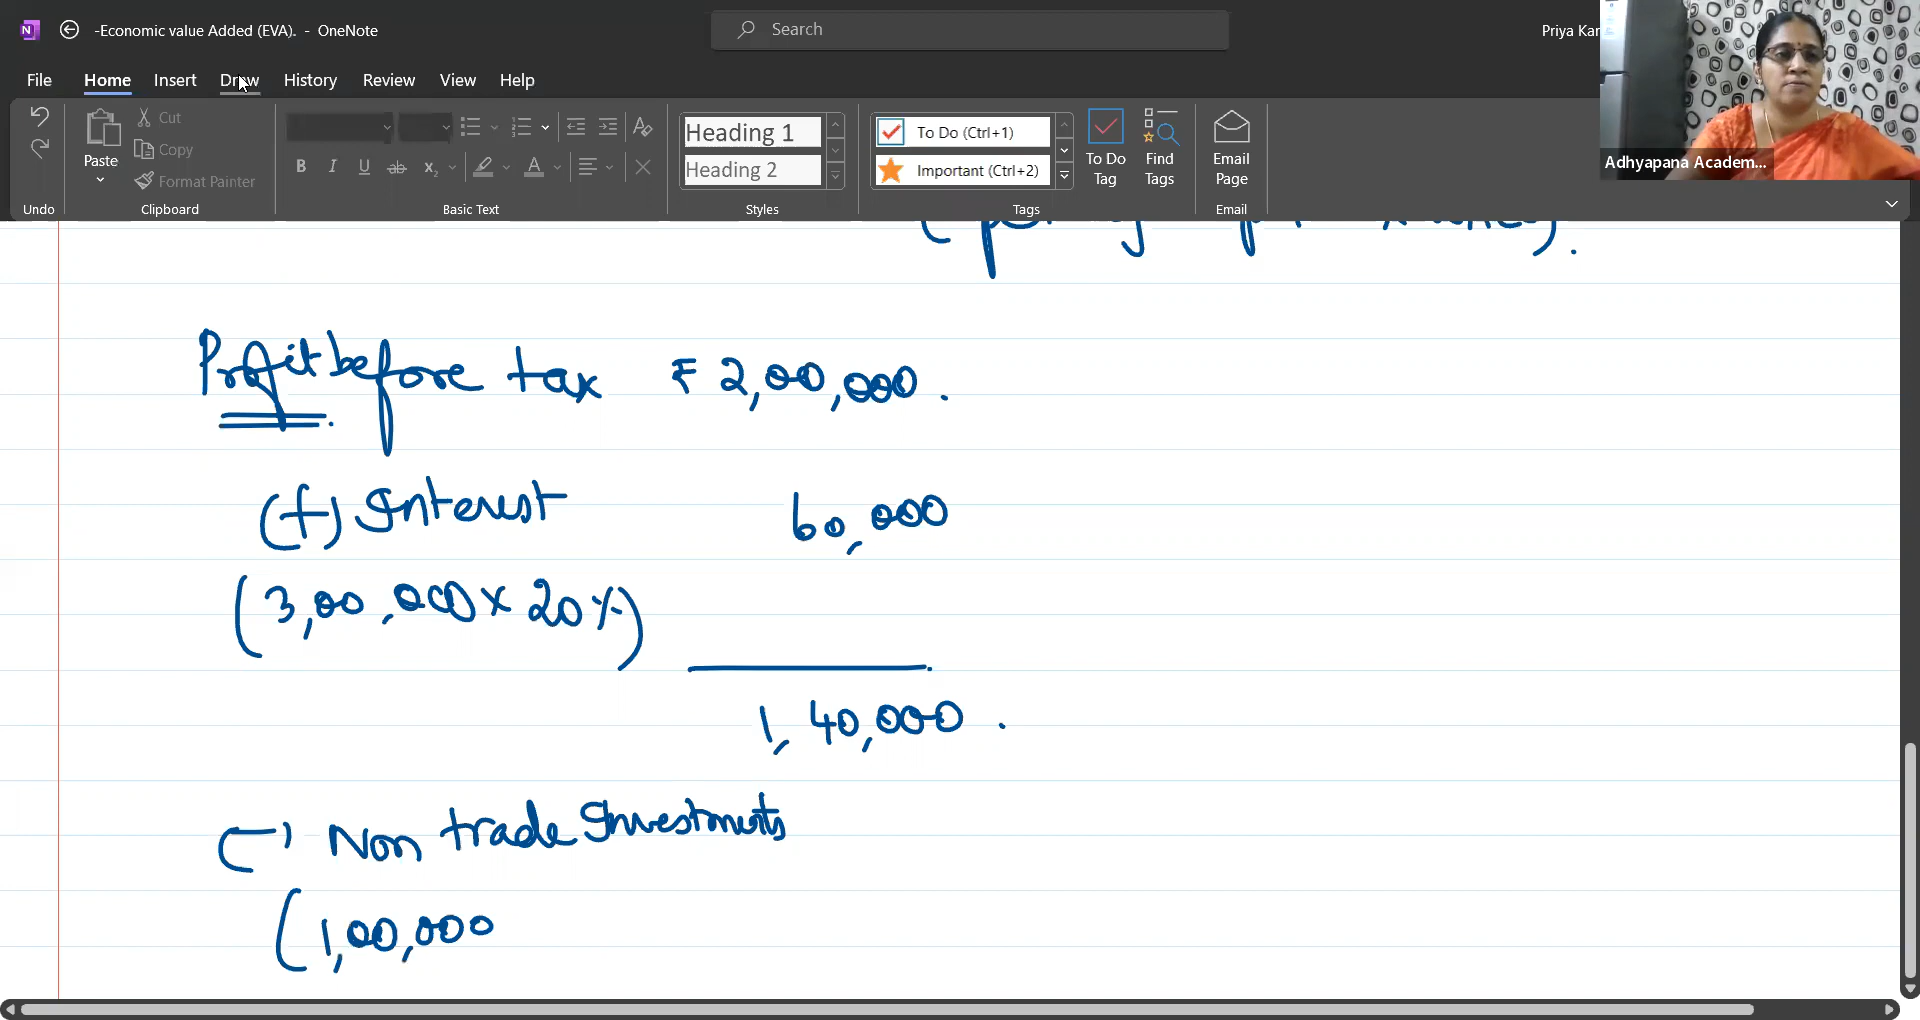 -Economic value Added (EVA). - OneNote
Search
Priya Kar
File Home Insert Draw History Review View Help
Paste
Cut
Copy
Format Painter
B I U ab x₂ A
Heading 1
Heading 2
To Do (Ctrl+1)
Important (Ctrl+2)
To Do Tag
Find Tags
Email Page
Undo Clipboard Basic Text Styles Tags Email
Adhyapana Academ...
Profit before tax ₹ 2,00,000.
(+) Interest 60,000
(3,00,000 x 20%)
1,40,000.
(-) Non trade Investments
(1,00,000